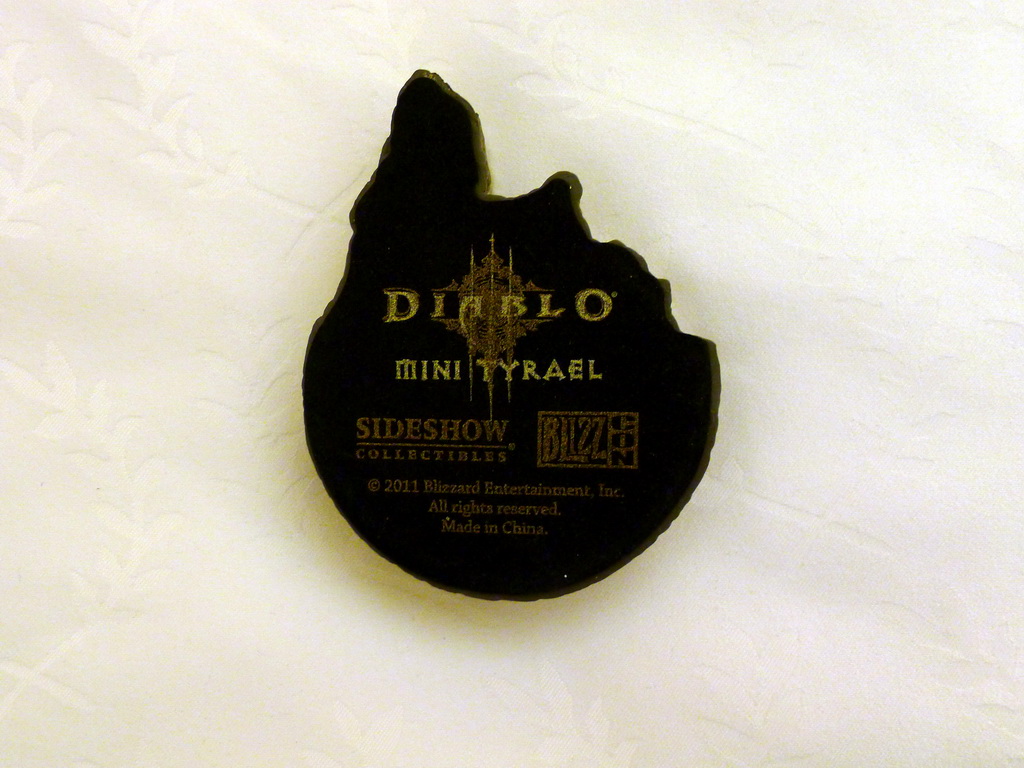 DIABLO®
MINI TYRAEL
SIDESHOW®
COLLECTIBLES
BLIZZCON
© 2011 Blizzard Entertainment, Inc.
All rights reserved.
Made in China.